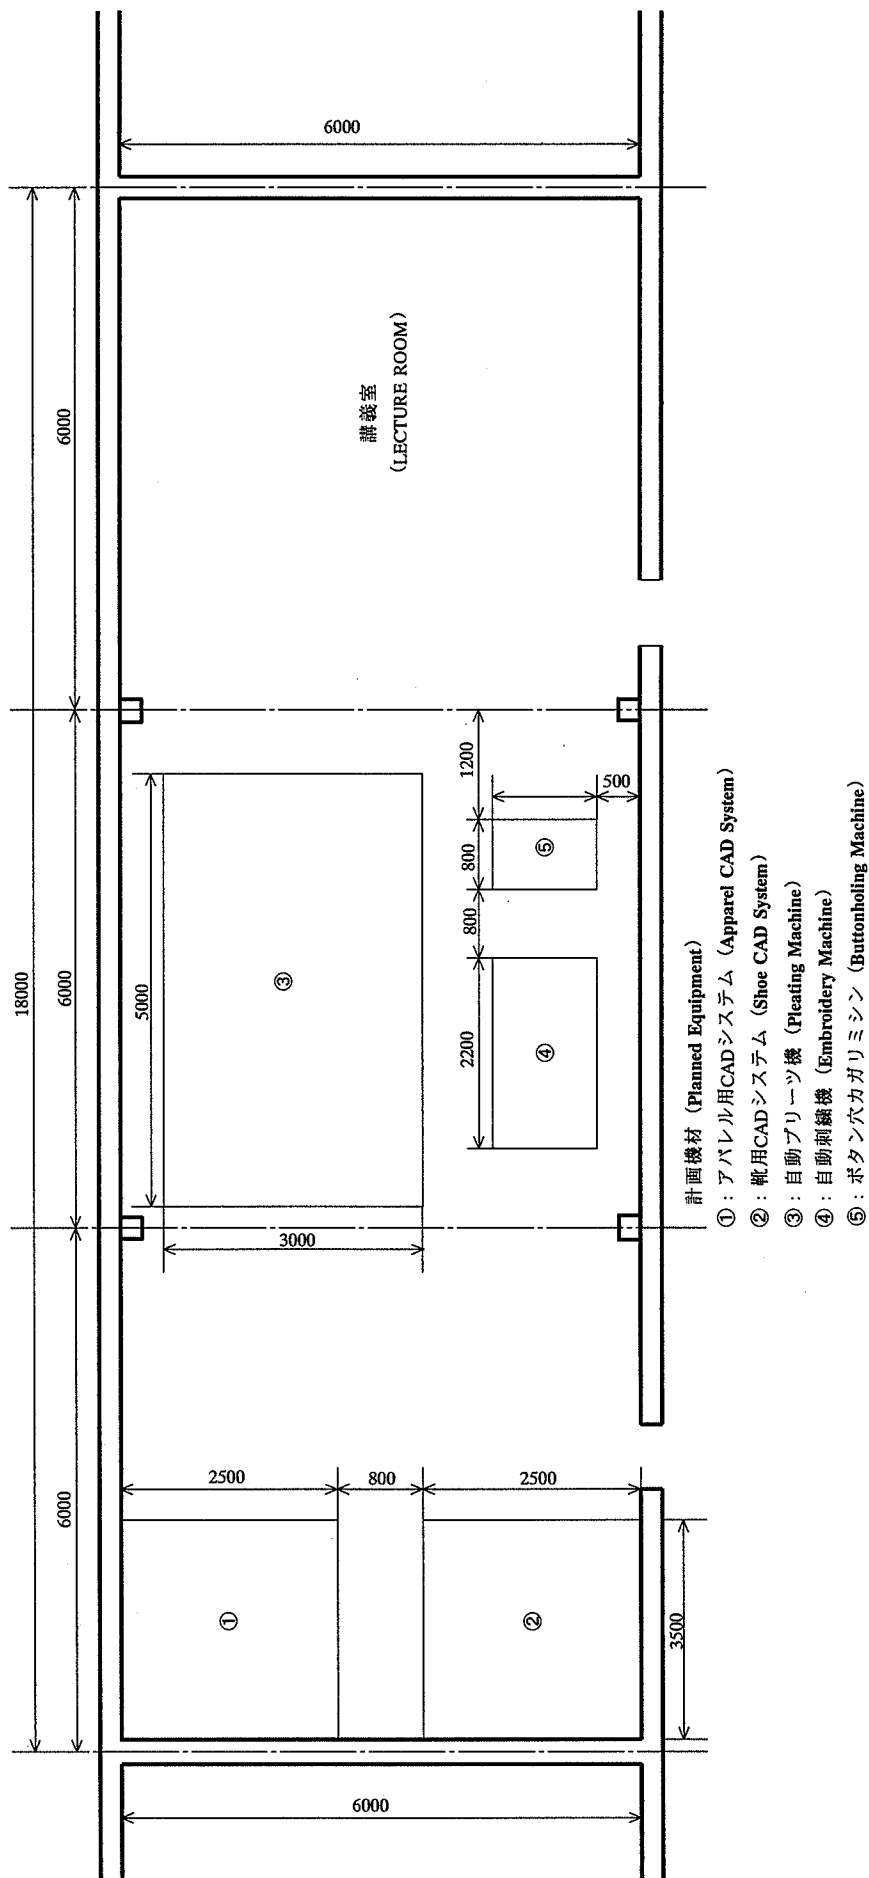 18000
6000
6000
6000
5000
2500
①
3000
③
6000
6000
800
講義室
(LECTURE ROOM)
2200
800
800
1200
2500
②
④
⑤
500
3500
計画機材 (Planned Equipment)
①：アパレル用CADシステム (Apparel CAD System)
②：靴用CADシステム (Shoe CAD System)
③：自動プリーツ機 (Pleating Machine)
④：自動刺繍機 (Embroidery Machine)
⑤：ボタン穴カガリミシン (Buttonholing Machine)